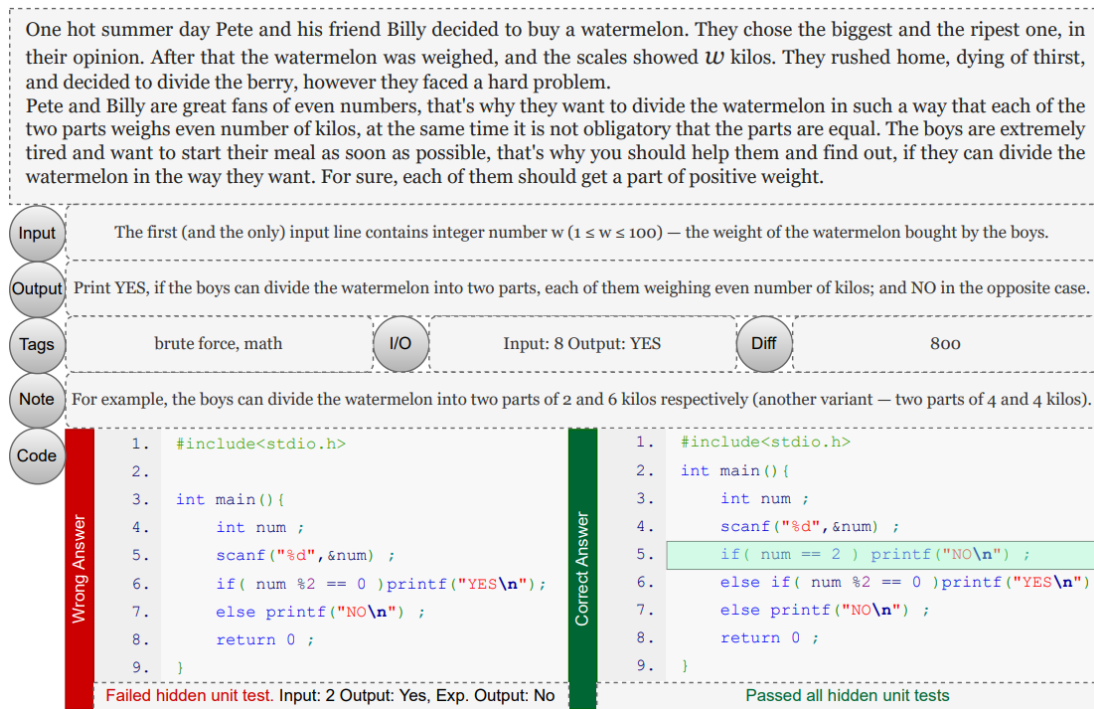 One hot summer day Pete and his friend Billy decided to buy a watermelon. They chose the biggest and the ripest one, in
their opinion. After that the watermelon was weighed, and the scales showed w kilos. They rushed home, dying of thirst,
and decided to divide the berry, however they faced a hard problem.
Pete and Billy are great fans of even numbers, that's why they want to divide the watermelon in such a way that each of the
two parts weighs even number of kilos, at the same time it is not obligatory that the parts are equal. The boys are extremely
tired and want to start their meal as soon as possible, that's why you should help them and find out, if they can divide the
watermelon in the way they want. For sure, each of them should get a part of positive weight.
Input
The first (and the only) input line contains integer number w (1 ≤ w ≤ 100) — the weight of the watermelon bought by the boys.
Output
Print YES, if the boys can divide the watermelon into two parts, each of them weighing even number of kilos; and NO in the opposite case.
Tags
brute force, math
I/O
Input: 8 Output: YES
Diff
800
Note
For example, the boys can divide the watermelon into two parts of 2 and 6 kilos respectively (another variant — two parts of 4 and 4 kilos).
Code
Wrong Answer
1. #include<stdio.h>
2.
3. int main(){
4. int num ;
5. scanf("%d",&num) ;
6. if( num %2 == 0 )printf("YES\n");
7. else printf("NO\n") ;
8. return 0 ;
9. }
Failed hidden unit test. Input: 2 Output: Yes, Exp. Output: No
Correct Answer
1. #include<stdio.h>
2. int main(){
3. int num ;
4. scanf("%d",&num) ;
5. if( num == 2 ) printf("NO\n") ;
6. else if( num %2 == 0 )printf("YES\n")
7. else printf("NO\n") ;
8. return 0 ;
9. }
Passed all hidden unit tests